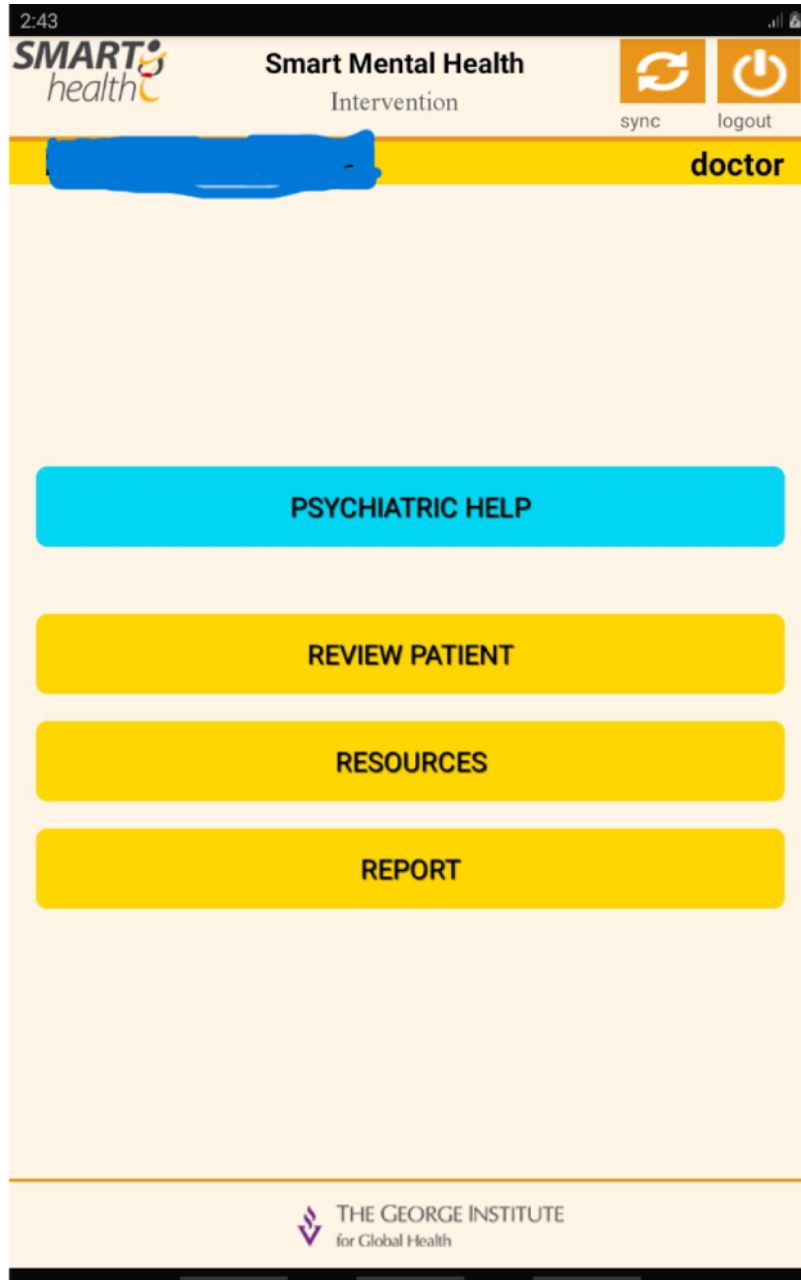 2:43
SMART
health
Smart Mental Health
Intervention
sync
logout
doctor
PSYCHIATRIC HELP
REVIEW PATIENT
RESOURCES
REPORT
THE GEORGE INSTITUTE
for Global Health